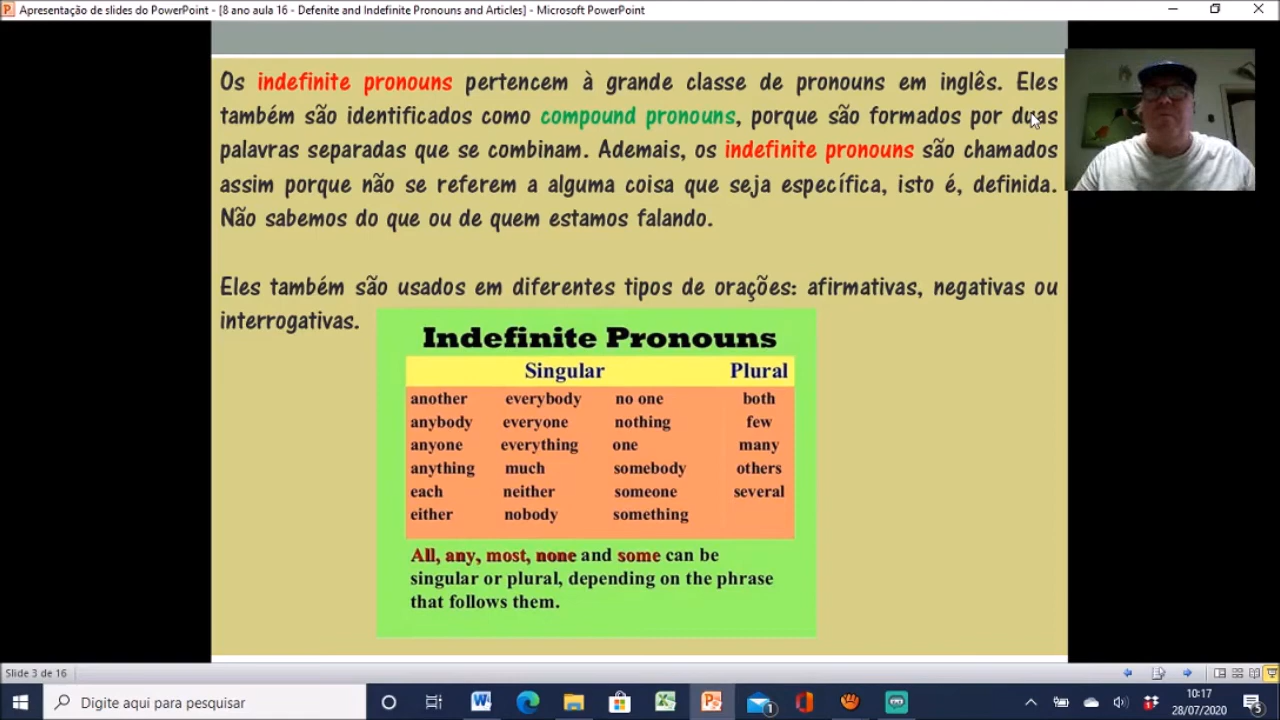 Apresentação de slides do PowerPoint - [8 ano aula 16 - Defenite and Indefinite Pronouns and Articles] - Microsoft PowerPoint
Os indefinite pronouns pertencem à grande classe de pronouns em inglês. Eles
também são identificados como compound pronouns, porque são formados por duas
palavras separadas que se combinam. Ademais, os indefinite pronouns são chamados
assim porque não se referem a alguma coisa que seja específica, isto é, definida.
Não sabemos do que ou de quem estamos falando.
Eles também são usados em diferentes tipos de orações: afirmativas, negativas ou
interrogativas.
Indefinite Pronouns
Singular Plural
another everybody no one both
anybody everyone nothing few
anyone everything one many
anything much somebody others
each neither someone several
either nobody something
All, any, most, none and some can be
singular or plural, depending on the phrase
that follows them.
Slide 3 de 16
Digite aqui para pesquisar
1
10:17
28/07/2020
5